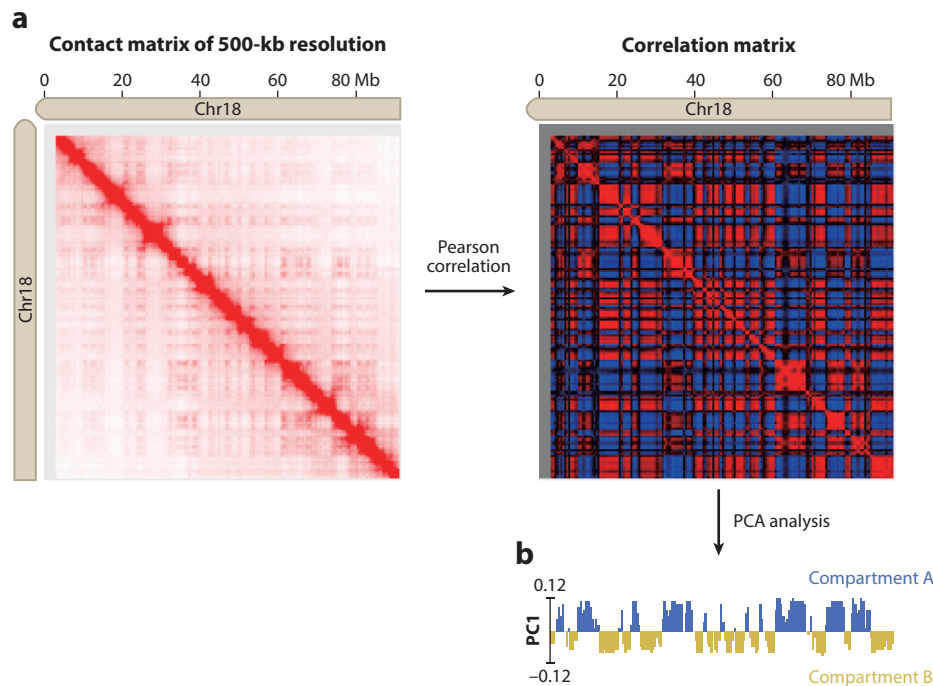 a
Contact matrix of 500-kb resolution
0 20 40 60 80 Mb
Chr18
Chr18
Pearson
correlation
Correlation matrix
0 20 40 60 80 Mb
Chr18
PCA analysis
b
Compartment A
0.12
PC1
−0.12
Compartment B